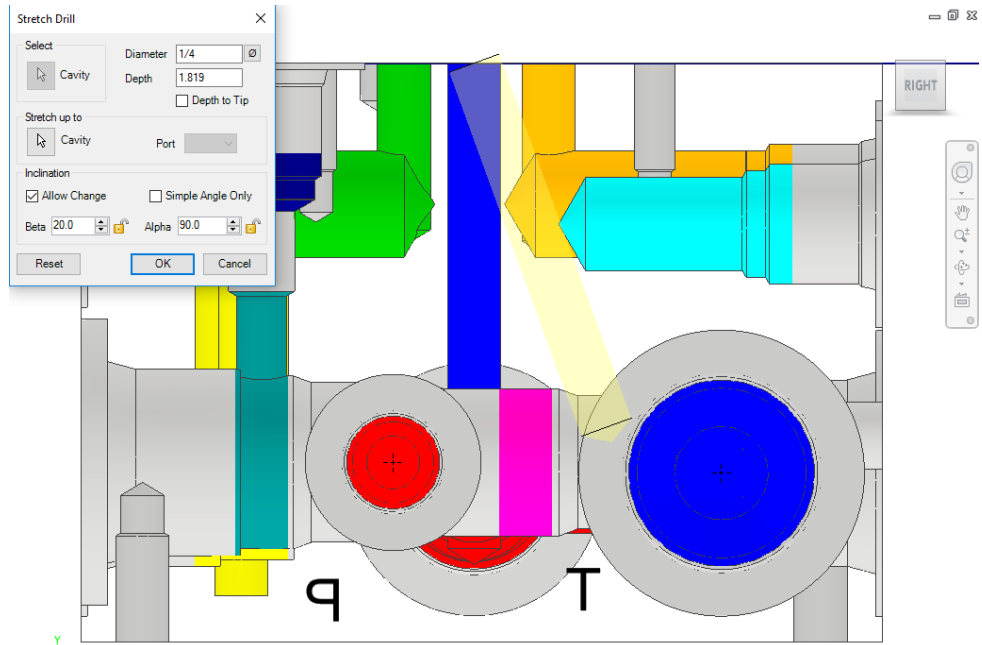 Stretch Drill
Select
Cavity
Diameter 1/4 Ø
Depth 1.819
Depth to Tip
Stretch up to
Cavity
Port
Inclination
Allow Change
Simple Angle Only
Beta 20.0
Alpha 90.0
Reset
OK
Cancel
RIGHT
P
T
Y